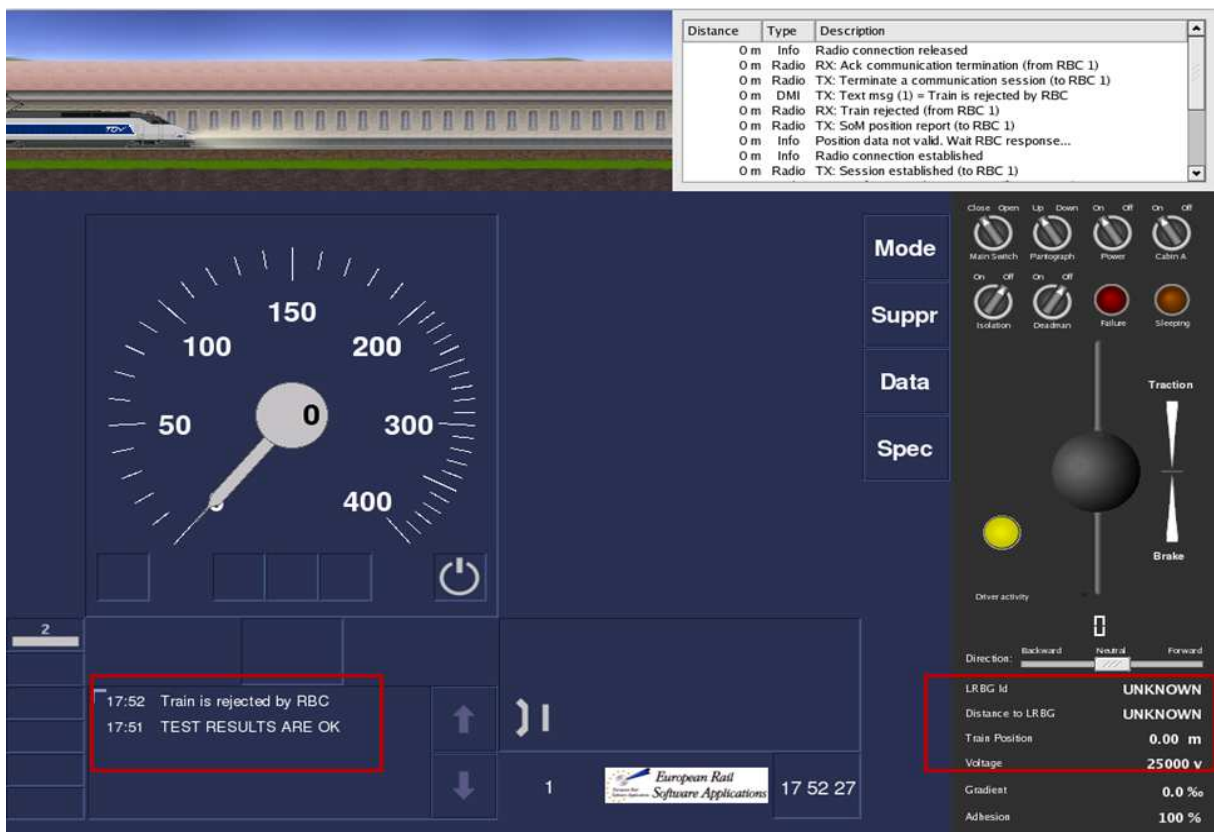 Distance Type Description
0 m Info Radio connection released
0 m Radio RX: Ack communication termination (from RBC 1)
0 m Radio TX: Terminate a communication session (to RBC 1)
0 m DMI TX: Text msg (1) = Train is rejected by RBC
0 m Radio RX: Train rejected (from RBC 1)
0 m Radio TX: SoM position report (to RBC 1)
0 m Info Position data not valid. Wait RBC response...
0 m Info Radio connection established
0 m Radio TX: Session established (to RBC 1)
Mode
Suppr
Data
Spec
0
50
100
150
200
300
400
Close Open Up Down On Off On Off
Main Switch Pantograph Power Cabin A
On Off On Off
Isolation Deadman Failure Sleeping
Traction
Brake
Driver activity
0
Direction: Backward Neutral Forward
LRBG Id UNKNOWN
Distance to LRBG UNKNOWN
Train Position 0.00 m
Voltage 25000 v
Gradient 0.0 ‰
Adhesion 100 %
2
17:52 Train is rejected by RBC
17:51 TEST RESULTS ARE OK
1
European Rail
Software Applications
17 52 27